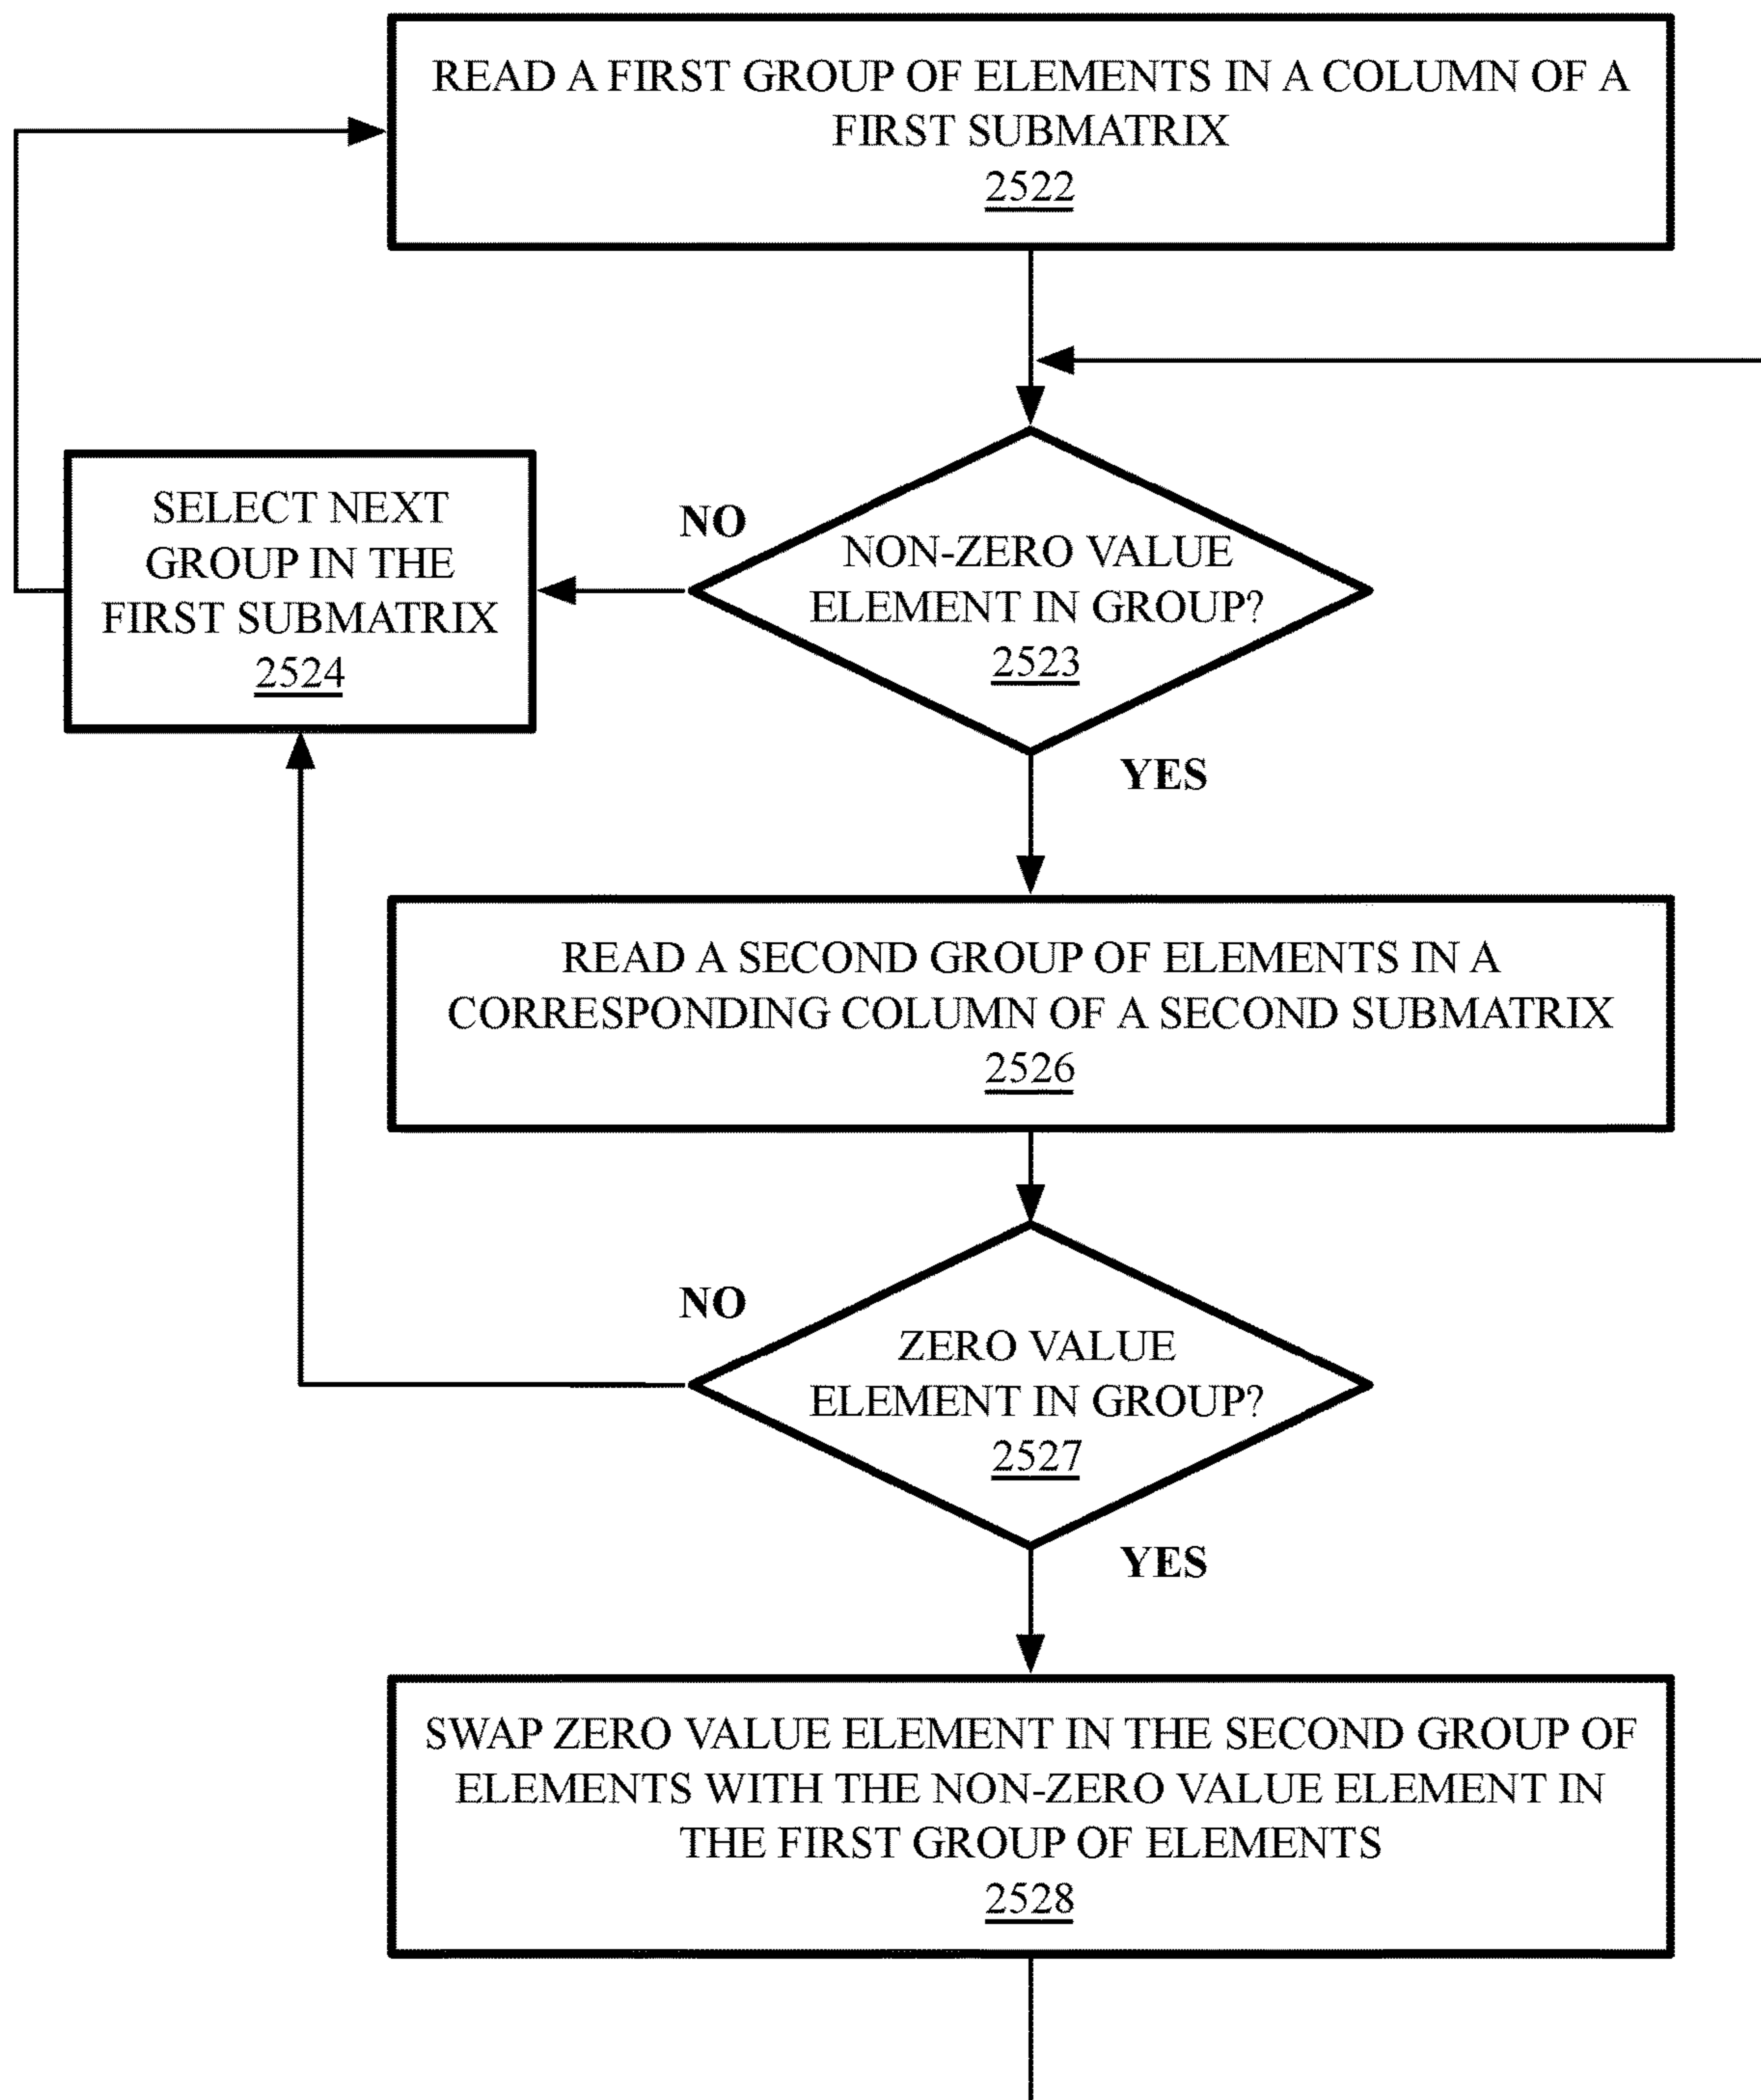 READ A FIRST GROUP OF ELEMENTS IN A COLUMN OF A
FIRST SUBMATRIX
2522
NO
NON-ZERO VALUE
ELEMENT IN GROUP?
2523
SELECT NEXT
GROUP IN THE
FIRST SUBMATRIX
2524
YES
READ A SECOND GROUP OF ELEMENTS IN A
CORRESPONDING COLUMN OF A SECOND SUBMATRIX
2526
NO
ZERO VALUE
ELEMENT IN GROUP?
2527
YES
SWAP ZERO VALUE ELEMENT IN THE SECOND GROUP OF
ELEMENTS WITH THE NON-ZERO VALUE ELEMENT IN
THE FIRST GROUP OF ELEMENTS
2528